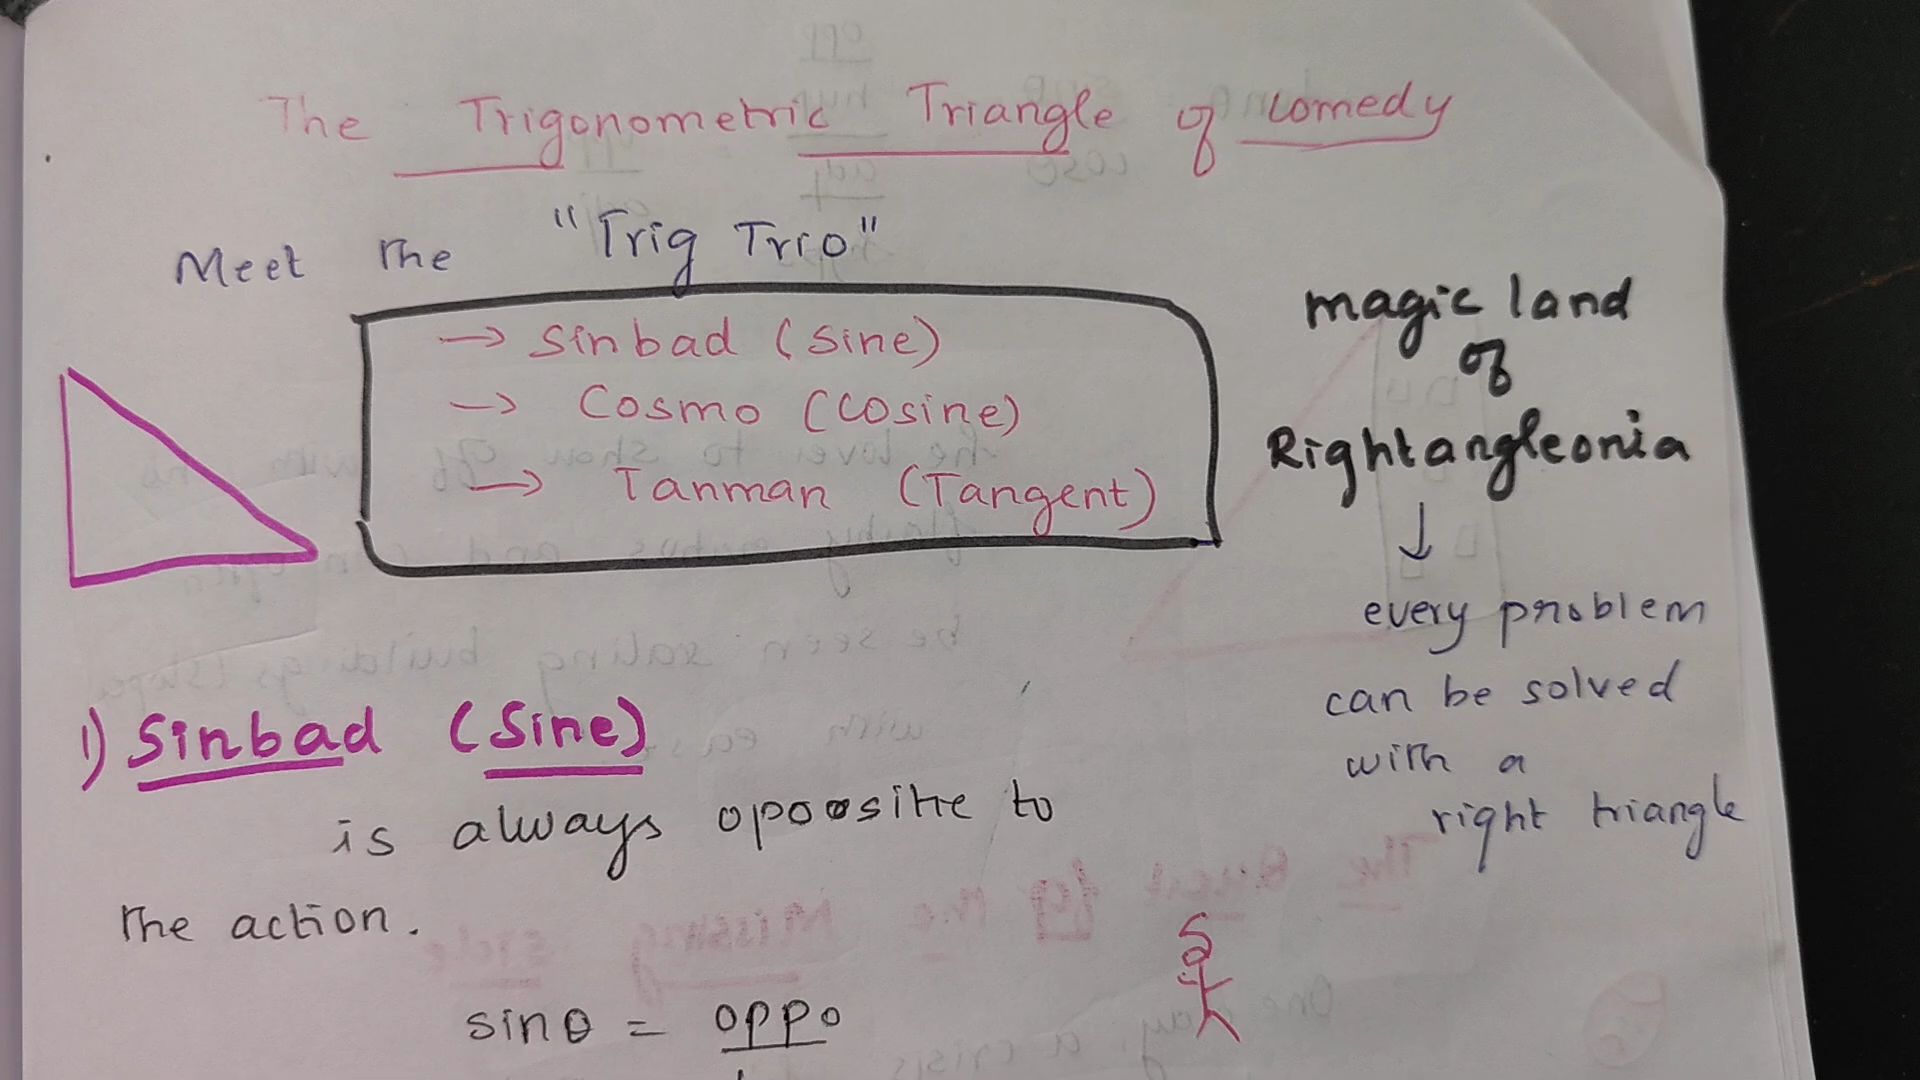 The Trigonometric Triangle of comedy
Meet the "Trig Trio"
→ Sinbad (sine)
→ Cosmo (cosine)
→ Tanman (Tangent)
magic land
of
Rightangleonia
↓
every problem
can be solved
with a
right triangle
1) Sinbad (Sine)
is always opoosite to
the action.
sinθ = oppo